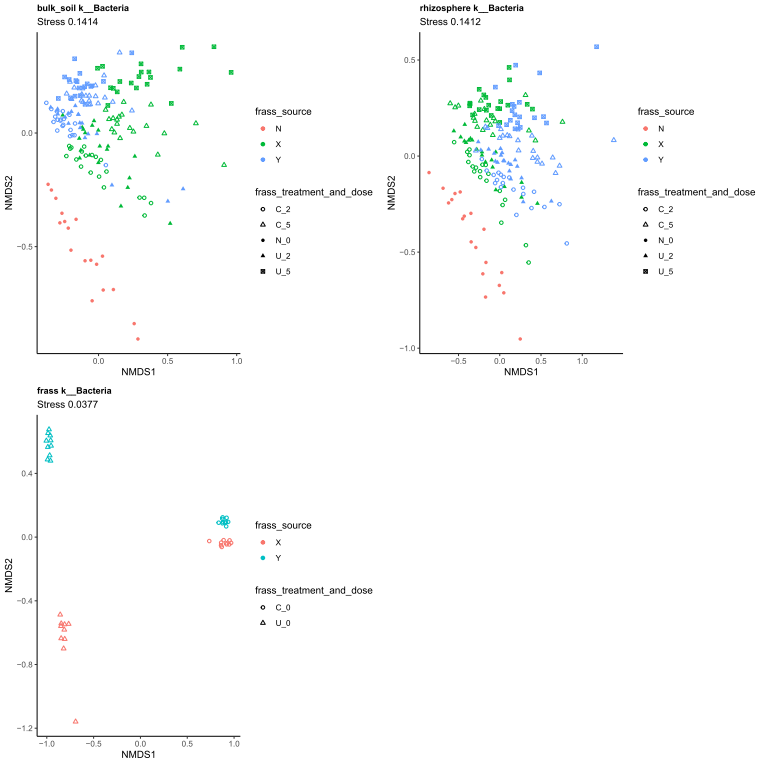 bulk_soil k__Bacteria
Stress 0.1414
0.0
−0.5
NMDS2
0.0
0.5
1.0
NMDS1
frass_source
N
X
Y
frass_treatment_and_dose
C_2
C_5
N_0
U_2
U_5
rhizosphere k__Bacteria
Stress 0.1412
0.5
0.0
−0.5
−1.0
NMDS2
−0.5
0.0
0.5
1.0
NMDS1
frass_source
N
X
Y
frass_treatment_and_dose
C_2
C_5
N_0
U_2
U_5
frass k__Bacteria
Stress 0.0377
0.4
0.0
−0.4
−0.8
−1.2
NMDS2
−1.0
−0.5
0.0
0.5
1.0
NMDS1
frass_source
X
Y
frass_treatment_and_dose
C_0
U_0